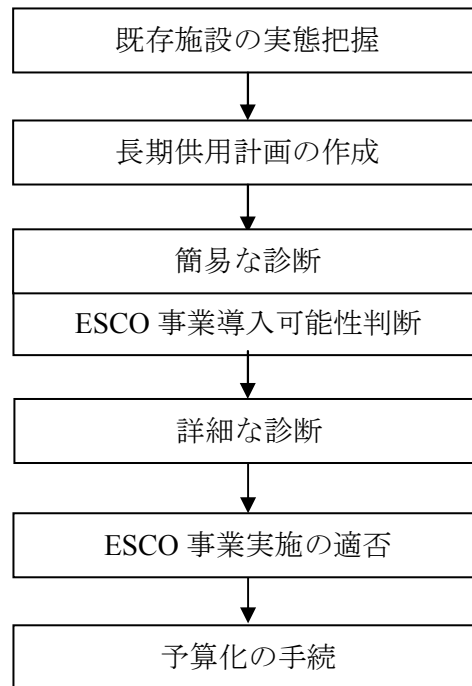 既存施設の実態把握
長期供用計画の作成
簡易な診断
ESCO 事業導入可能性判断
詳細な診断
ESCO 事業実施の適否
予算化の手続